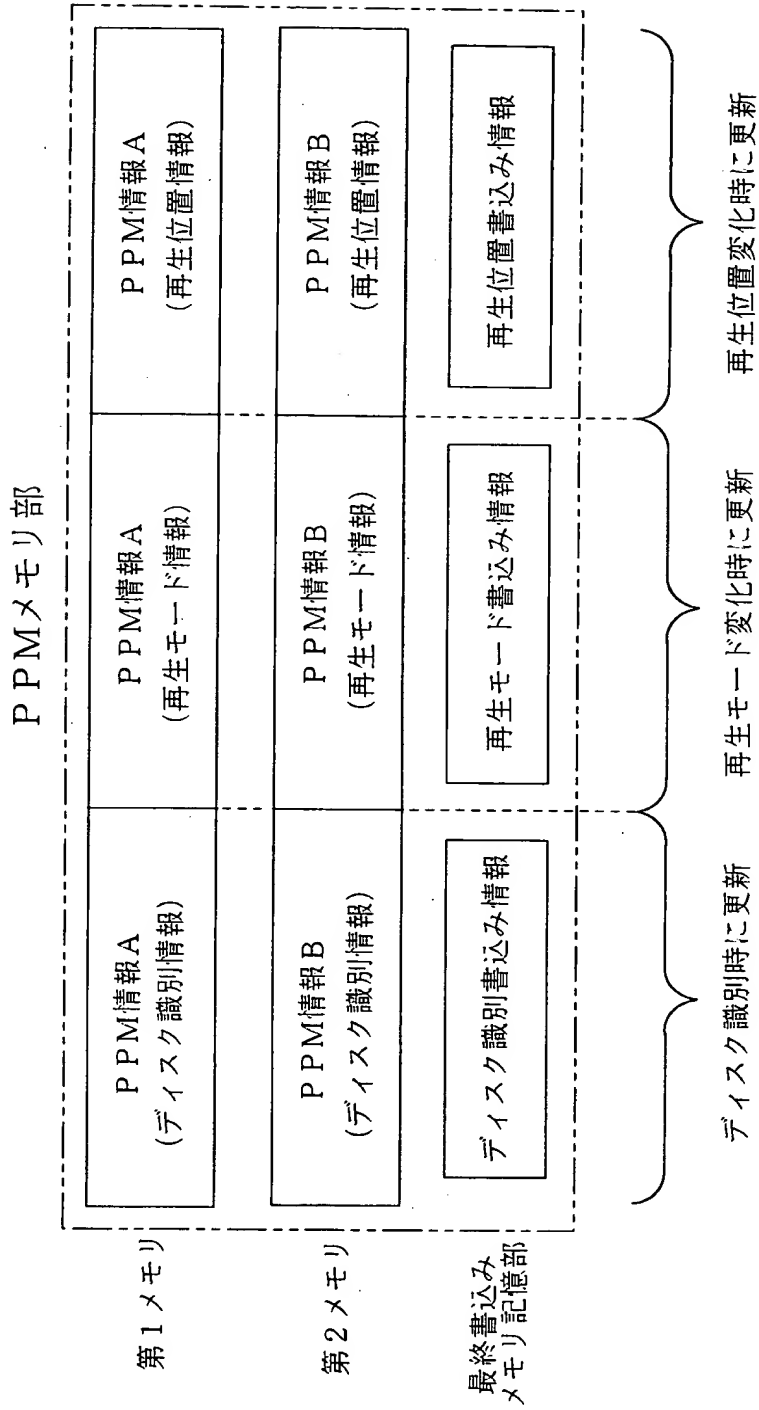 PPMメモリ部
第1メモリ
PPM情報A
(ディスク識別情報)
PPM情報A
(再生モード情報)
PPM情報A
(再生位置情報)
第2メモリ
PPM情報B
(ディスク識別情報)
PPM情報B
(再生モード情報)
PPM情報B
(再生位置情報)
最終書込み
メモリ記憶部
ディスク識別書込み情報
再生モード書込み情報
再生位置書込み情報
ディスク識別時に更新
再生モード変化時に更新
再生位置変化時に更新